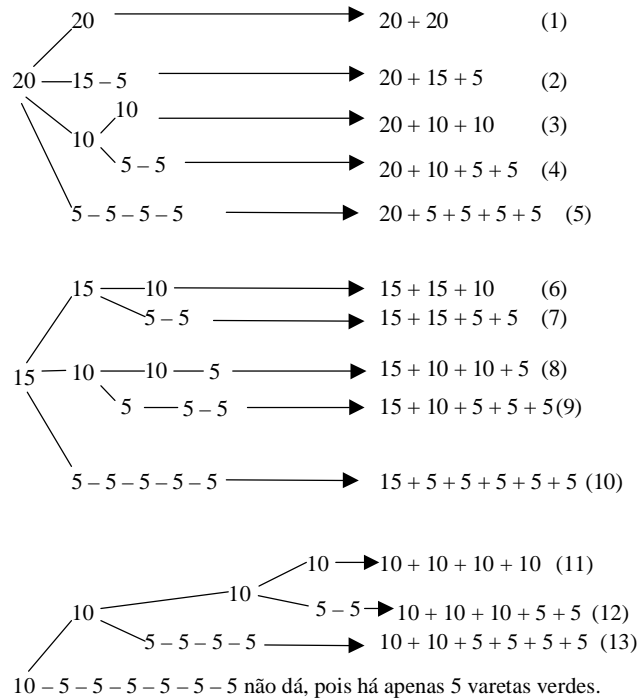 20 20 + 20 (1)
20 15 – 5 20 + 15 + 5 (2)
10 10 20 + 10 + 10 (3)
5 – 5 20 + 10 + 5 + 5 (4)
5 – 5 – 5 – 5 20 + 5 + 5 + 5 + 5 (5)
15 10 15 + 15 + 10 (6)
5 – 5 15 + 15 + 5 + 5 (7)
15 10 10 5 15 + 10 + 10 + 5 (8)
5 5 – 5 15 + 10 + 5 + 5 + 5 (9)
5 – 5 – 5 – 5 – 5 15 + 5 + 5 + 5 + 5 + 5 (10)
10 10 + 10 + 10 + 10 (11)
10 5 – 5 10 + 10 + 10 + 5 + 5 (12)
10 5 – 5 – 5 – 5 10 + 10 + 5 + 5 + 5 + 5 (13)
10 – 5 – 5 – 5 – 5 – 5 – 5 não dá, pois há apenas 5 varetas verdes.